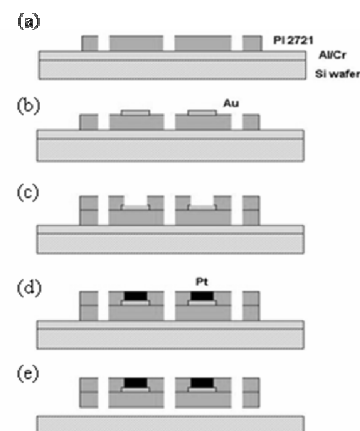 (a)
PI 2721
Al/Cr
Si wafer
(b)
Au
(c)
(d)
Pt
(e)